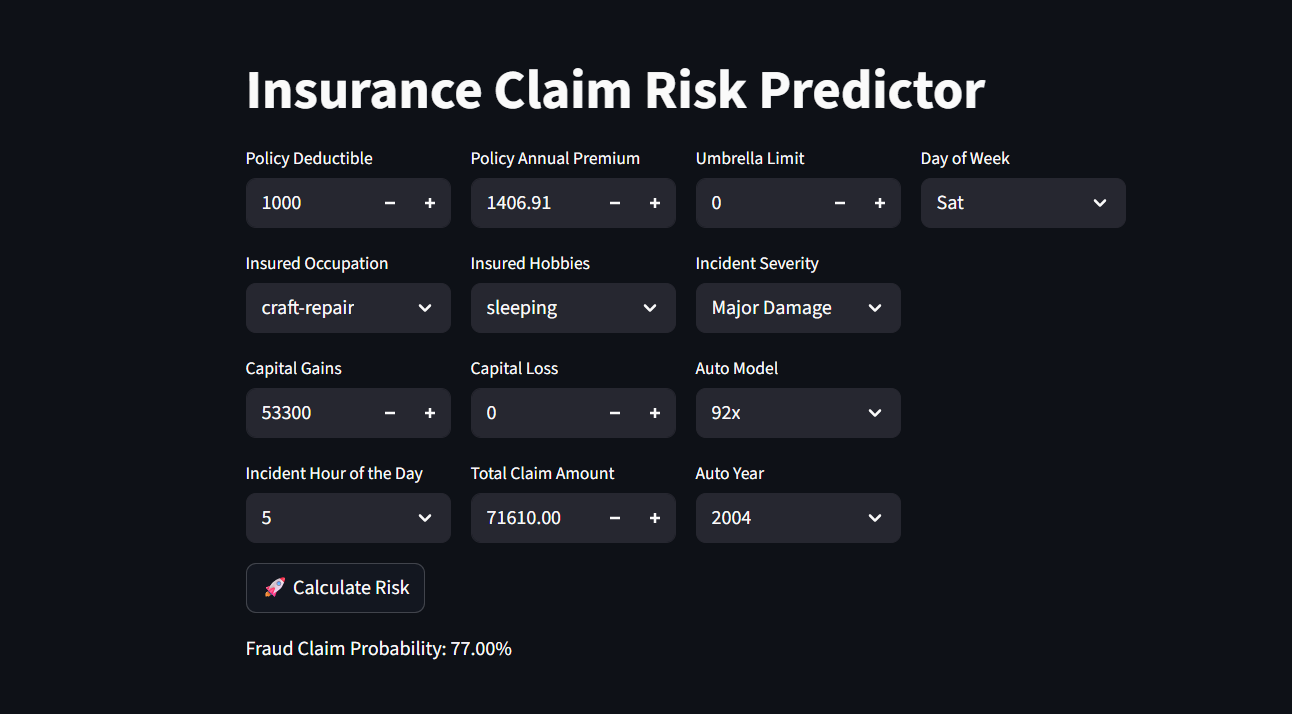 Insurance Claim Risk Predictor
Policy Deductible Policy Annual Premium Umbrella Limit Day of Week
1000 − + 1406.91 − + 0 − + Sat
Insured Occupation Insured Hobbies Incident Severity
craft-repair sleeping Major Damage
Capital Gains Capital Loss Auto Model
53300 − + 0 − + 92x
Incident Hour of the Day Total Claim Amount Auto Year
5 71610.00 − + 2004
🚀 Calculate Risk
Fraud Claim Probability: 77.00%